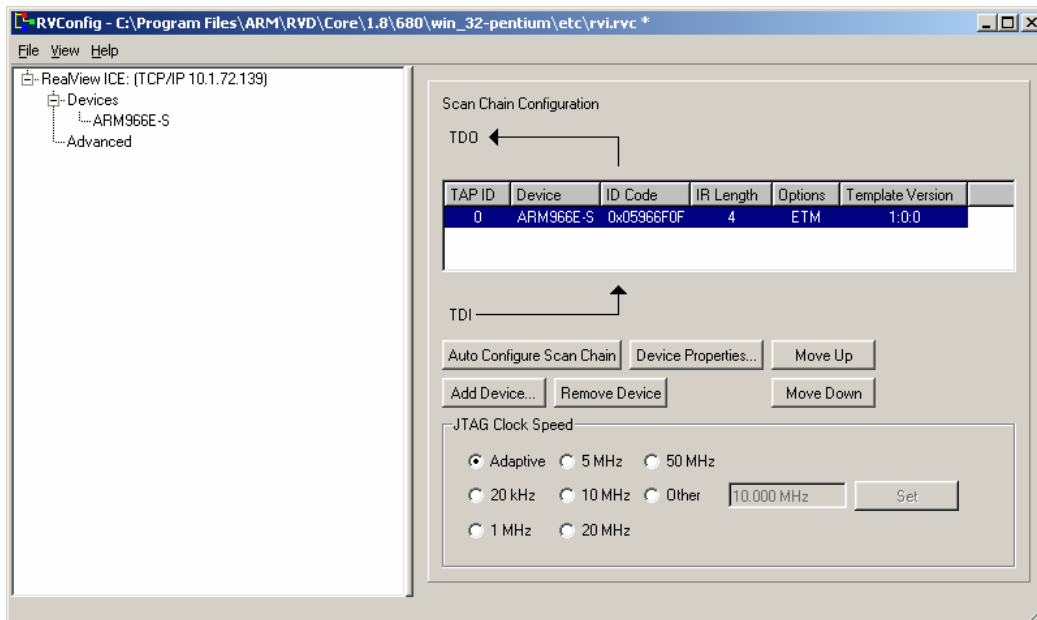 RVConfig - C:\Program Files\ARM\RVD\Core\1.8\680\win_32-pentium\etc\rvi.rvc *
File View Help
RealView ICE: (TCP/IP 10.1.72.139)
Devices
ARM966E-S
Advanced
Scan Chain Configuration
TDO
TAP ID Device ID Code IR Length Options Template Version
0 ARM966E-S 0x05966F0F 4 ETM 1:0:0
TDI
Auto Configure Scan Chain Device Properties... Move Up
Add Device... Remove Device Move Down
JTAG Clock Speed
Adaptive 5 MHz 50 MHz
20 kHz 10 MHz Other 10.000 MHz Set
1 MHz 20 MHz